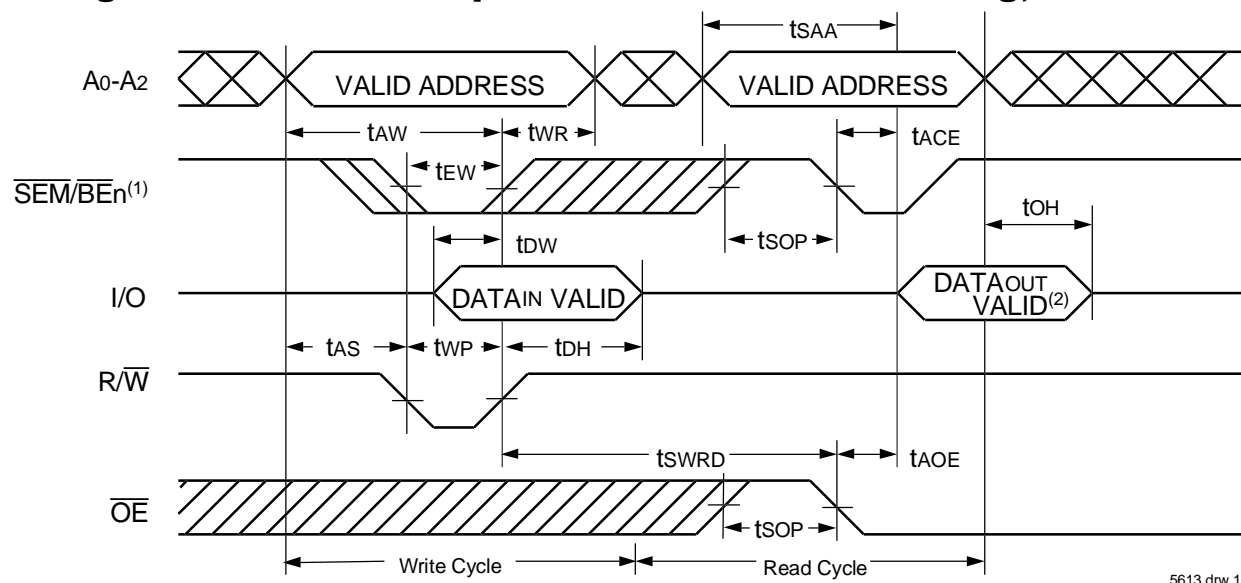 tSAA
A0-A2
VALID ADDRESS
VALID ADDRESS
tAW
tWR
tACE
tEW
SEM/BEn(1)
tSOP
tOH
tDW
I/O
DATAIN VALID
DATAOUT
VALID(2)
tAS
tWP
tDH
R/W
tSWRD
tAOE
OE
tSOP
Write Cycle
Read Cycle
5613 drw 1